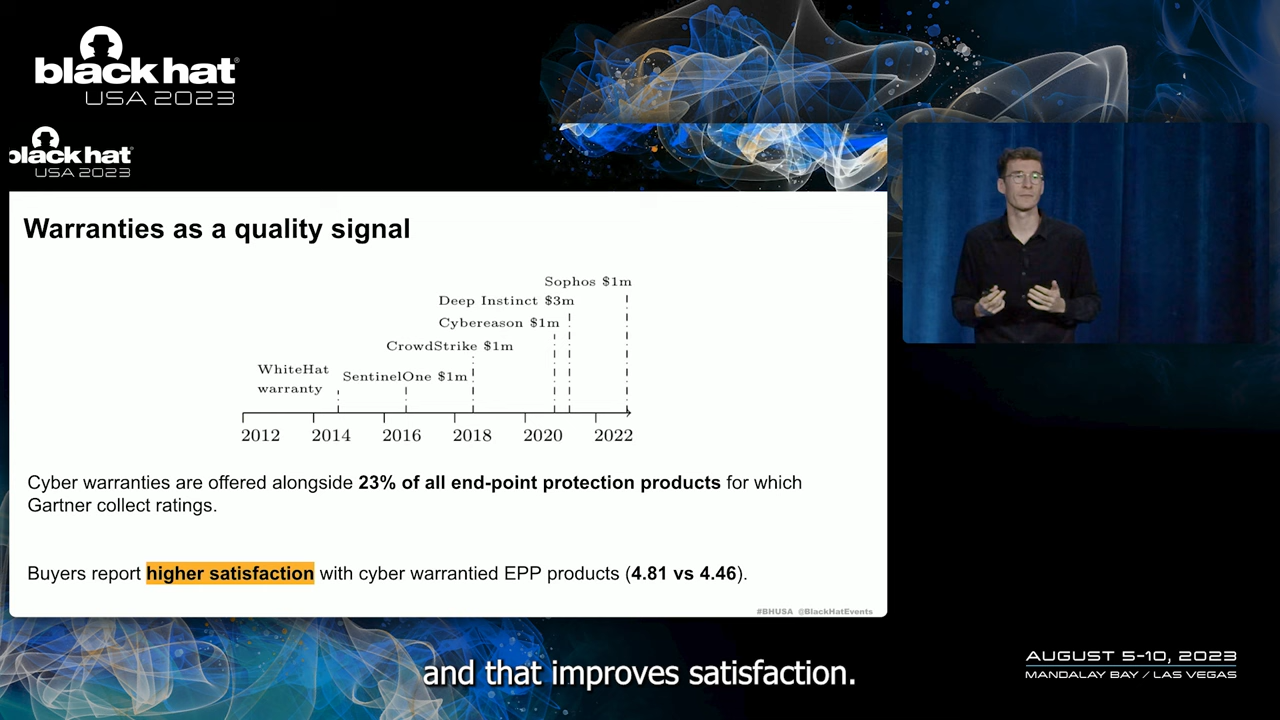 black hat
USA 2023
black hat
USA 2023
Warranties as a quality signal
Sophos $1m
Deep Instinct $3m
Cybereason $1m
CrowdStrike $1m
WhiteHat
warranty
SentinelOne $1m
2012 2014 2016 2018 2020 2022
Cyber warranties are offered alongside 23% of all end-point protection products for which
Gartner collect ratings.
Buyers report higher satisfaction with cyber warrantied EPP products (4.81 vs 4.46).
#BHUSA @BlackHatEvents
and that improves satisfaction.
AUGUST 5-10, 2023
MANDALAY BAY / LAS VEGAS